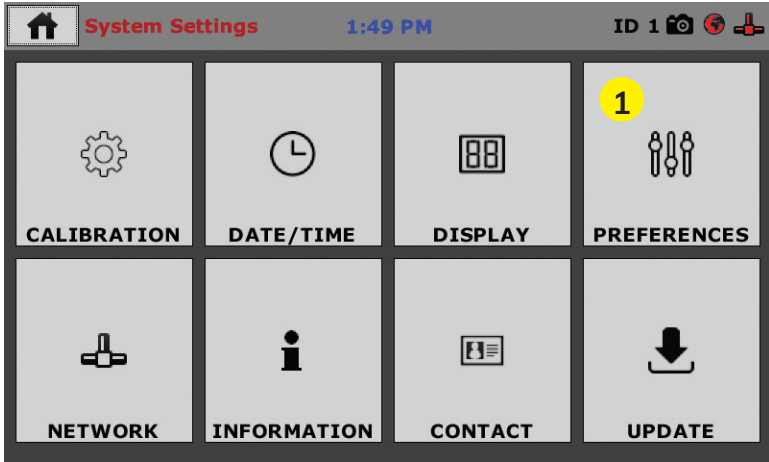 System Settings 1:49 PM ID 1
1
CALIBRATION DATE/TIME DISPLAY PREFERENCES
NETWORK INFORMATION CONTACT UPDATE